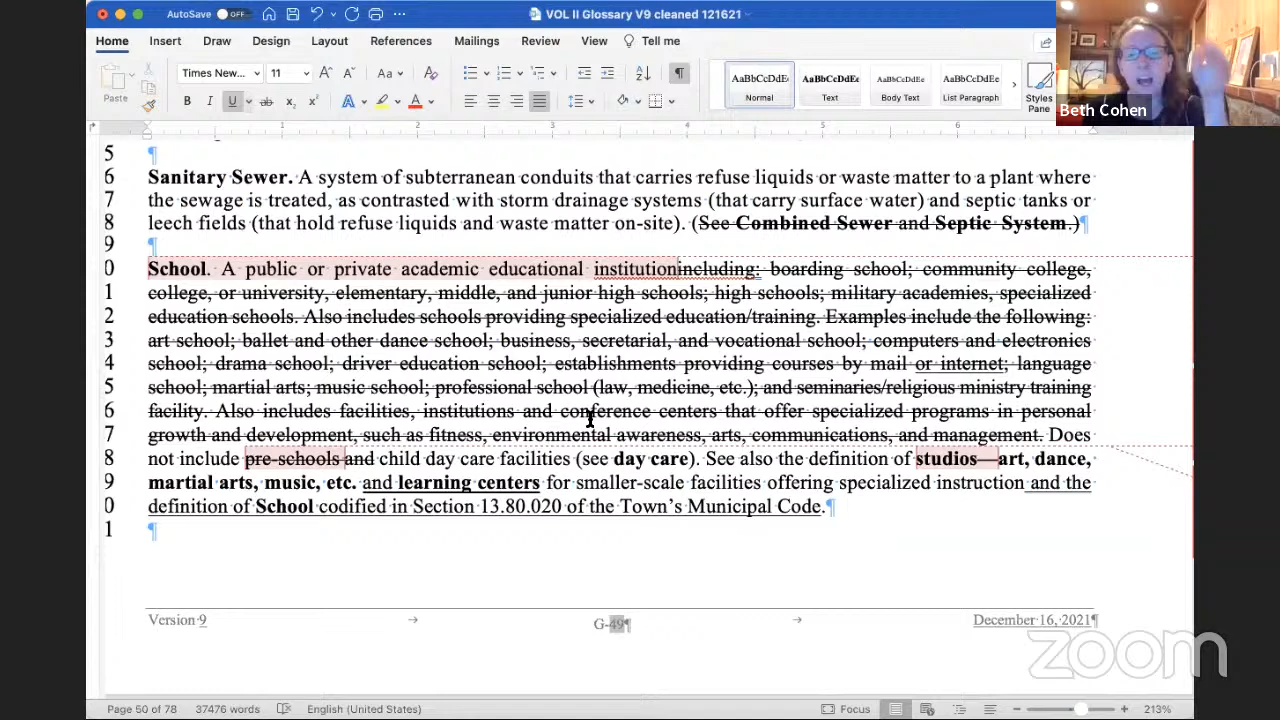 AutoSave OFF
VOL II Glossary V9 cleaned 121621
Home Insert Draw Design Layout References Mailings Review View Tell me
Paste
Times New... 11
Aa
AaBbCcDdEe AaBbCcDdEe AaBbCcDdEe AaBbCcDdEe
Normal Text Body Text List Paragraph
Styles
Pane
B I U ab x₂ x² A A
Beth Cohen
1 2 3 4 5 6
5 ¶
6 Sanitary Sewer. A system of subterranean conduits that carries refuse liquids or waste matter to a plant where
7 the sewage is treated, as contrasted with storm drainage systems (that carry surface water) and septic tanks or
8 leech fields (that hold refuse liquids and waste matter on-site). (See Combined Sewer and Septic System.)¶
9 ¶
0 School. A public or private academic educational institutionincluding: boarding school; community college,
1 college, or university, elementary, middle, and junior high schools; high schools; military academies, specialized
2 education schools. Also includes schools providing specialized education/training. Examples include the following:
3 art school; ballet and other dance school; business, secretarial, and vocational school; computers and electronics
4 school; drama school; driver education school; establishments providing courses by mail or internet; language
5 school; martial arts; music school; professional school (law, medicine, etc.); and seminaries/religious ministry training
6 facility. Also includes facilities, institutions and conference centers that offer specialized programs in personal
7 growth and development, such as fitness, environmental awareness, arts, communications, and management. Does
8 not include pre-schools and child day care facilities (see day care). See also the definition of studios—art, dance,
9 martial arts, music, etc. and learning centers for smaller-scale facilities offering specialized instruction and the
0 definition of School codified in Section 13.80.020 of the Town's Municipal Code.¶
1 ¶
Version 9 → G-49¶ → December 16, 2021¶
zoom
Page 50 of 78 37476 words English (United States) Focus 213%